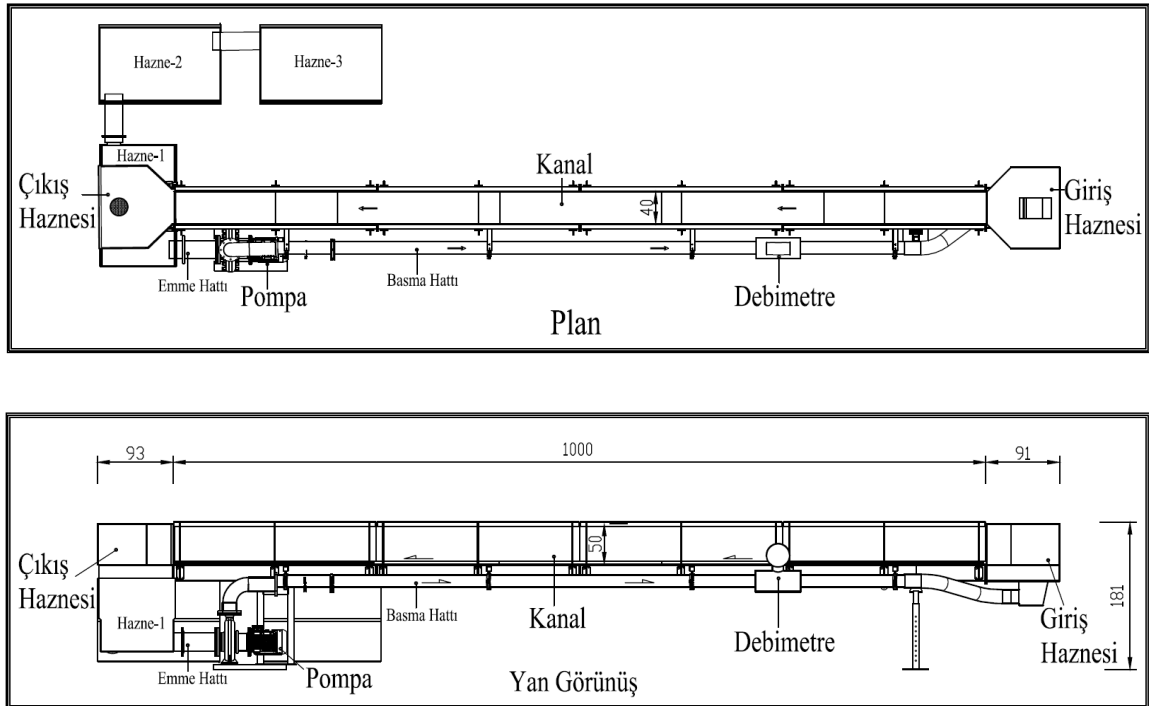 Hazne-2
Hazne-3
Hazne-1
Kanal
Çıkış
Haznesi
40
Giriş
Haznesi
Emme Hattı
Pompa
Basma Hattı
Debimetre
Plan
93
1000
91
50
Çıkış
Haznesi
181
Hazne-1
Basma Hattı
Kanal
Debimetre
Giriş
Haznesi
Emme Hattı
Pompa
Yan Görünüş